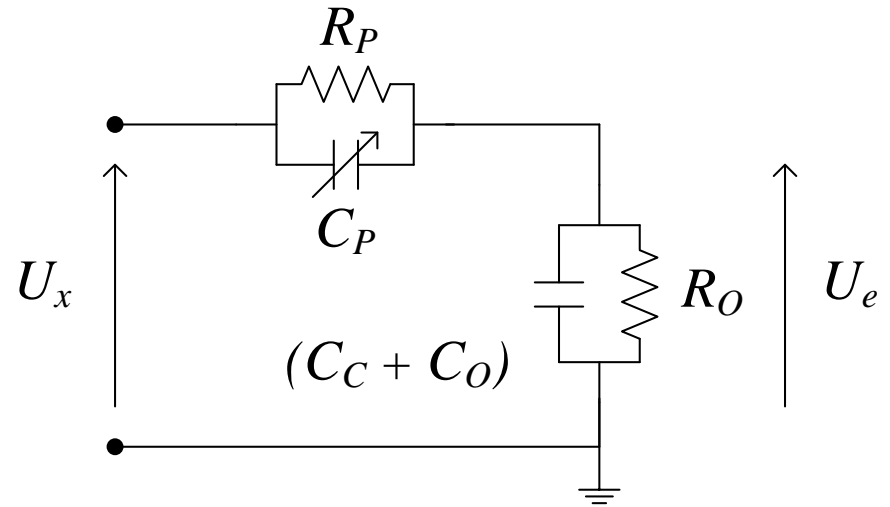 R_P
C_P
U_x
R_O
U_e
(C_C + C_O)